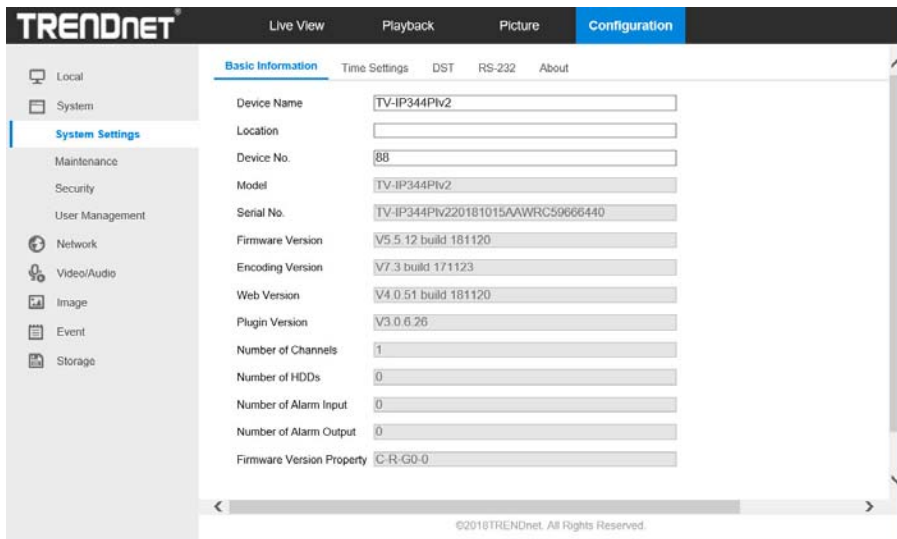 TRENDnet Live View Playback Picture Configuration
Basic Information Time Settings DST RS-232 About
Local
System
System Settings
Maintenance
Security
User Management
Network
Video/Audio
Image
Event
Storage
Device Name TV-IP344PIv2
Location
Device No. 88
Model TV-IP344PIv2
Serial No. TV-IP344PIv220181015AAWRC59666440
Firmware Version V5.5.12 build 181120
Encoding Version V7.3 build 171123
Web Version V4.0.51 build 181120
Plugin Version V3.0.6.26
Number of Channels 1
Number of HDDs 0
Number of Alarm Input 0
Number of Alarm Output 0
Firmware Version Property C-R-G0-0
©2018TRENDnet. All Rights Reserved.